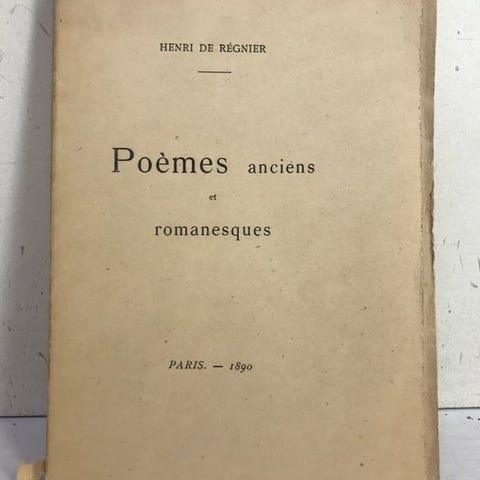 HENRI DE RÉGNIER
Poèmes anciens
et
romanesques
PARIS. — 1890